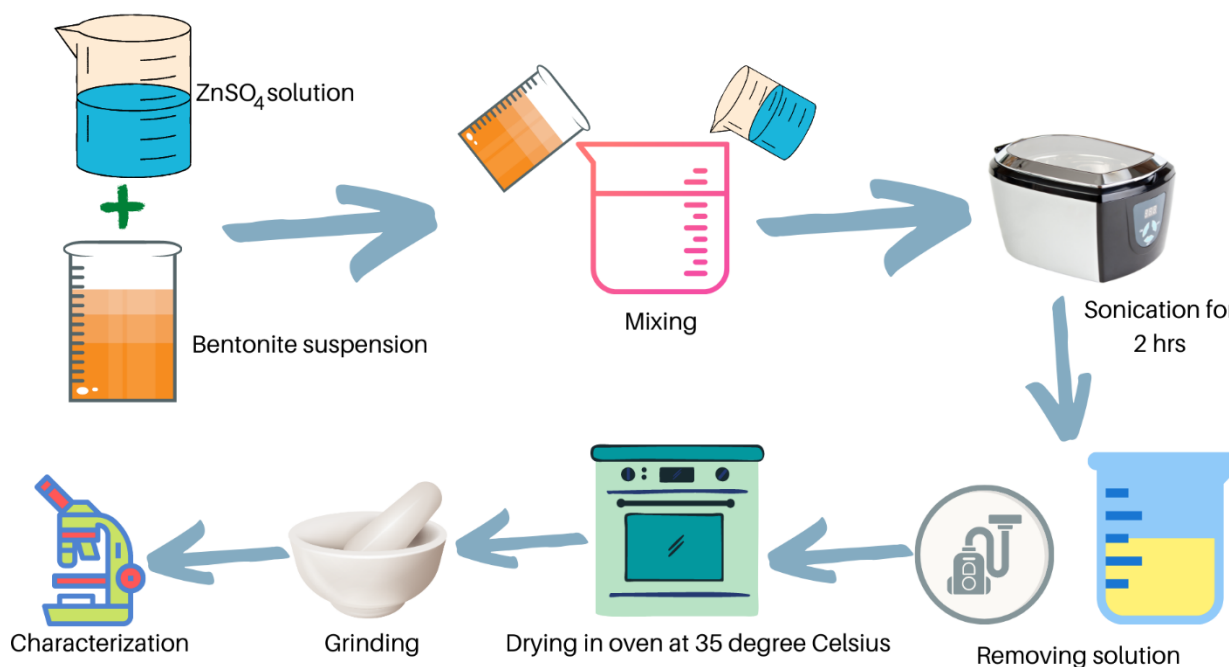 ZnSO4 solution
Bentonite suspension
Mixing
Sonication for
2 hrs
Removing solution
Drying in oven at 35 degree Celsius
Grinding
Characterization